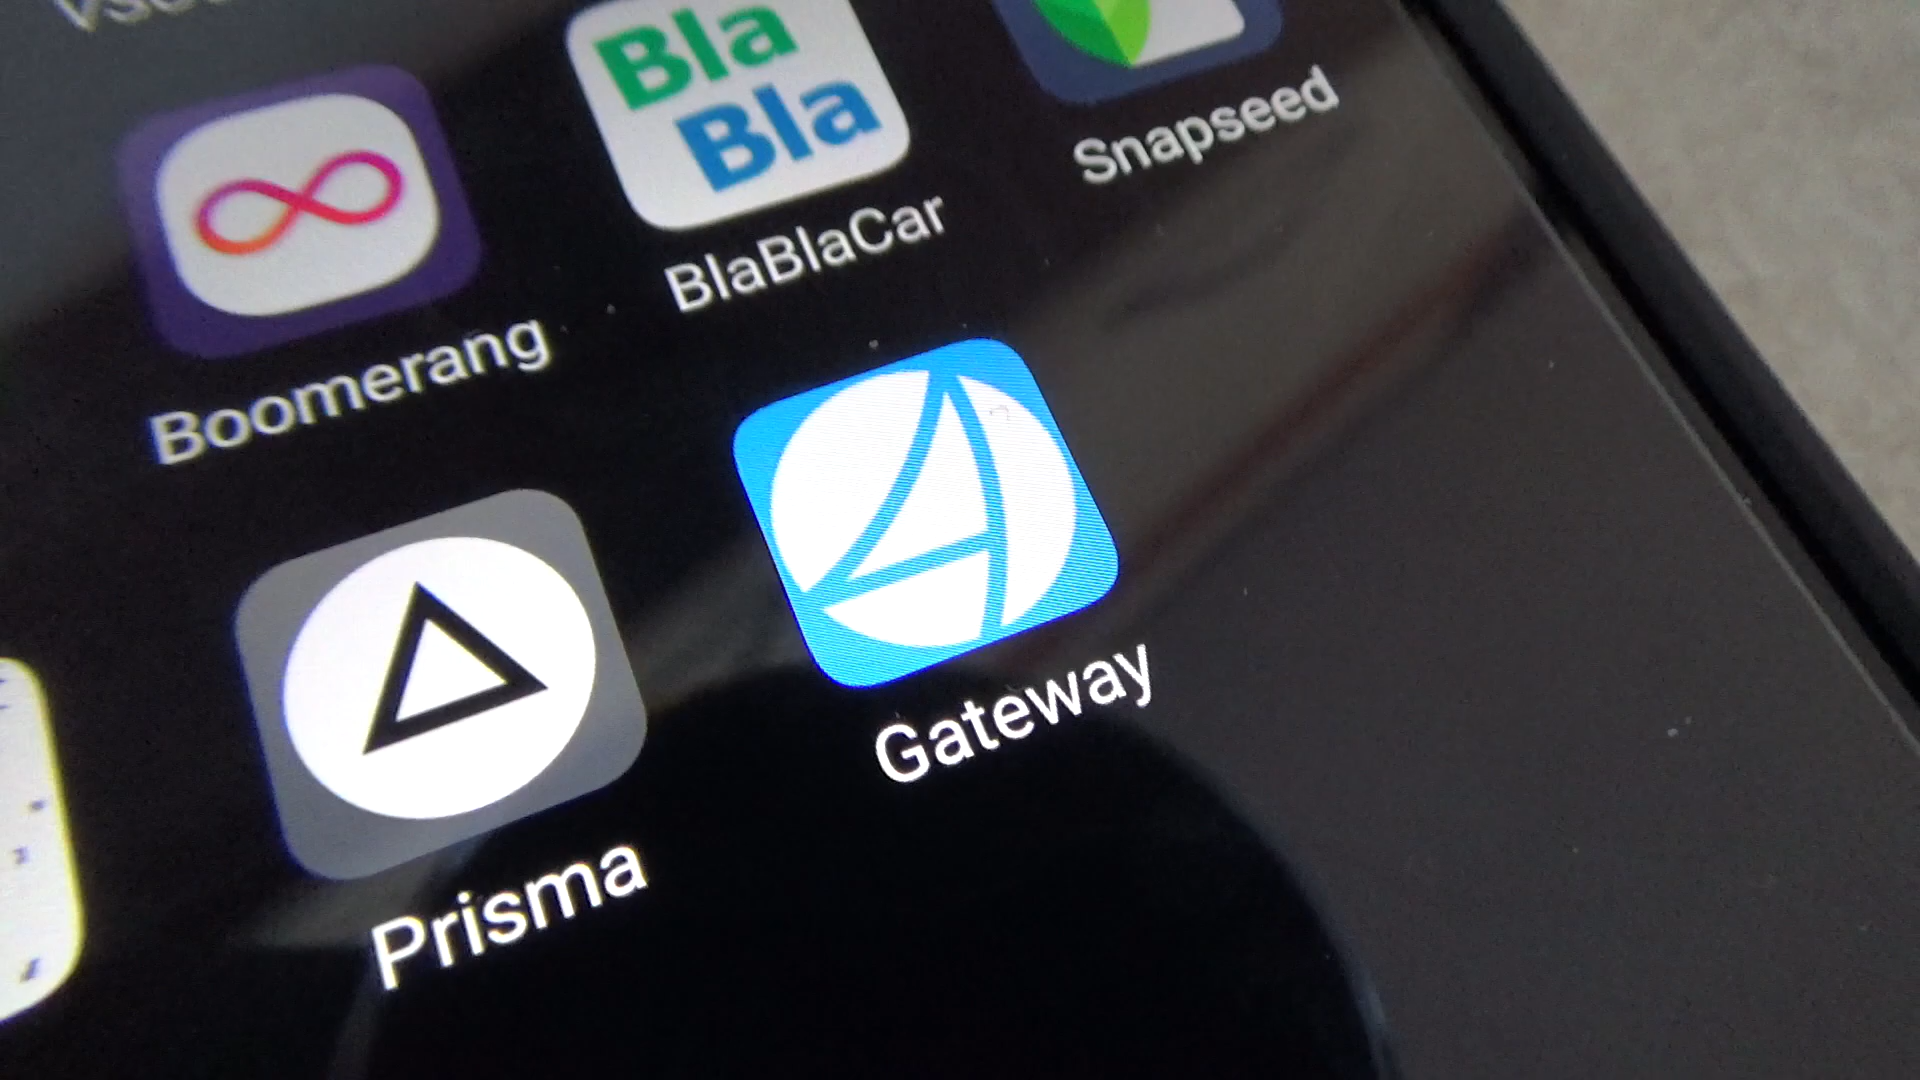 Bla
Bla
Snapseed
BlaBlaCar
Boomerang
Gateway
Prisma